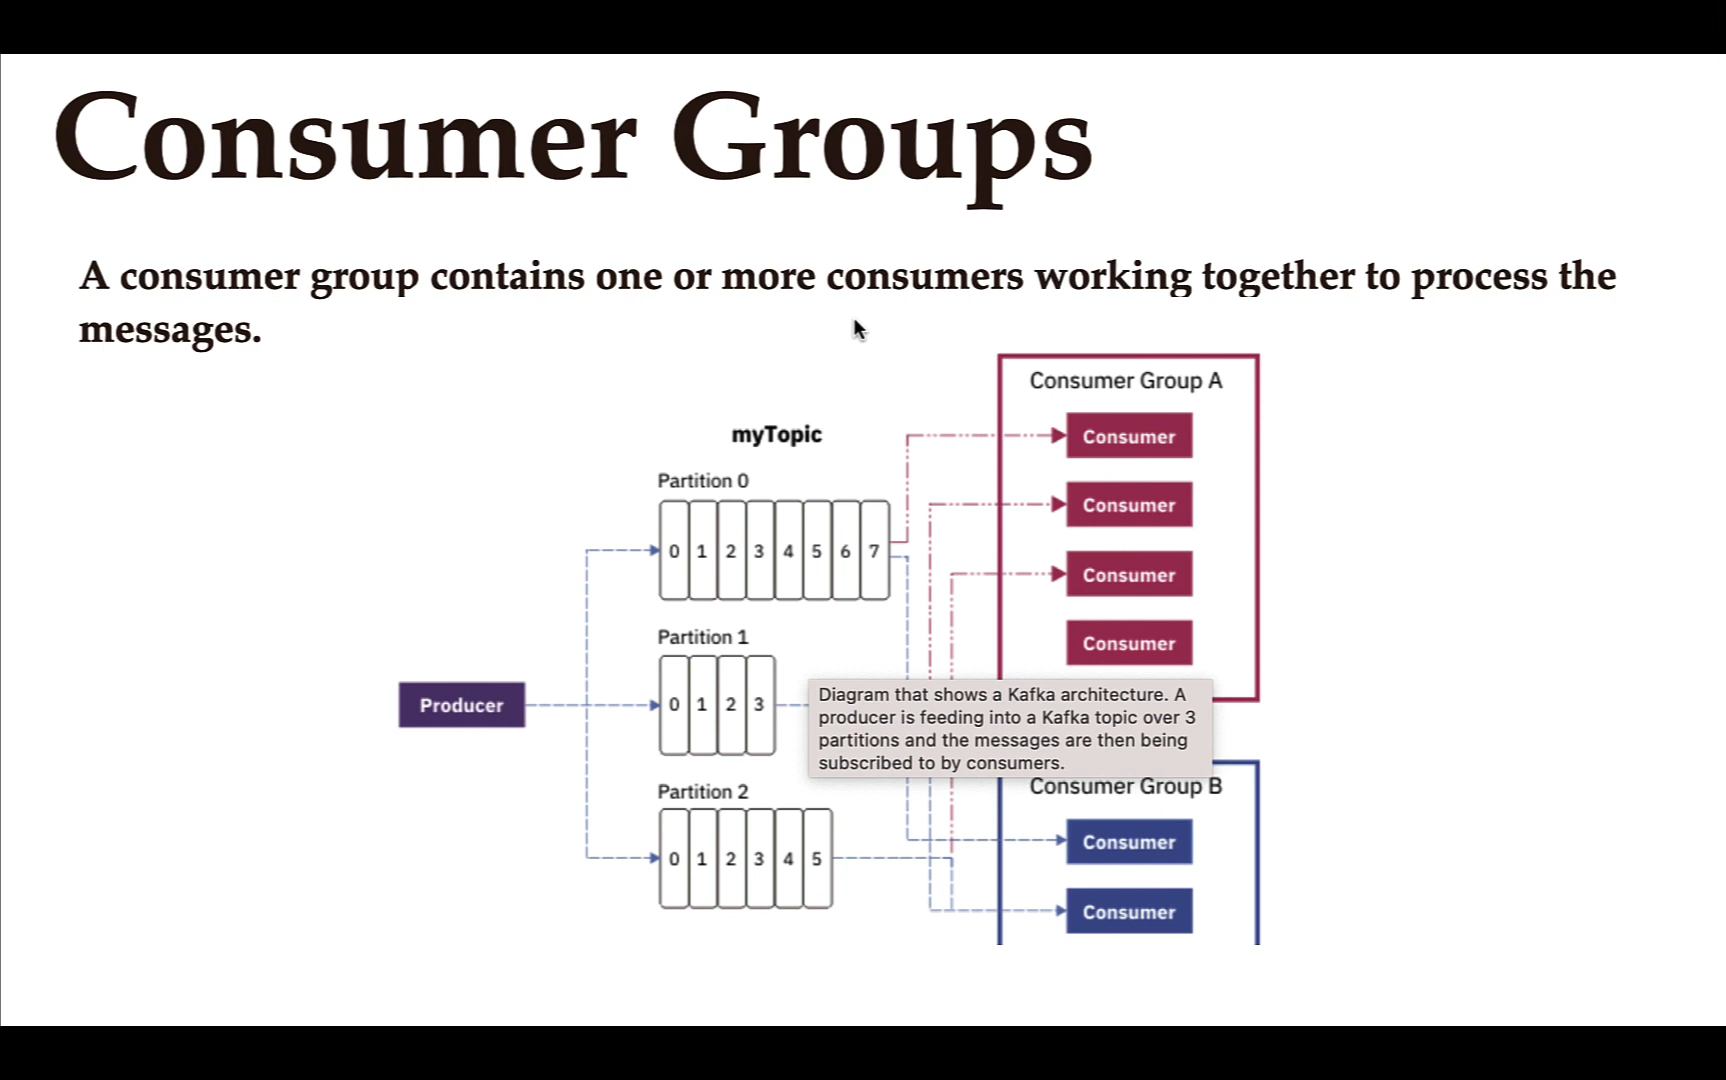 Consumer Groups
A consumer group contains one or more consumers working together to process the
messages.
Consumer Group A
Consumer
myTopic
Partition 0
Consumer
0 1 2 3 4 5 6 7
Consumer
Partition 1
Consumer
0 1 2 3
Producer
Diagram that shows a Kafka architecture. A
producer is feeding into a Kafka topic over 3
partitions and the messages are then being
subscribed to by consumers.
Consumer Group B
Partition 2
Consumer
0 1 2 3 4 5
Consumer